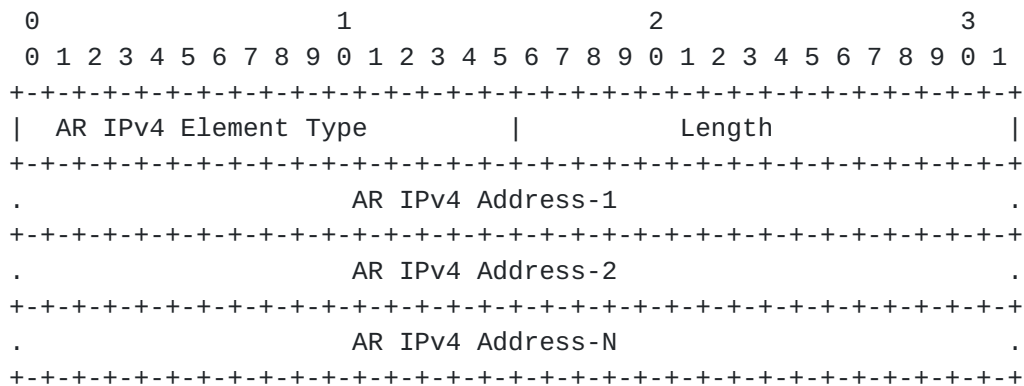 0                   1                   2                   3
 0 1 2 3 4 5 6 7 8 9 0 1 2 3 4 5 6 7 8 9 0 1 2 3 4 5 6 7 8 9 0 1
+-+-+-+-+-+-+-+-+-+-+-+-+-+-+-+-+-+-+-+-+-+-+-+-+-+-+-+-+-+-+-+-+
|  AR IPv4 Element Type         |          Length               |
+-+-+-+-+-+-+-+-+-+-+-+-+-+-+-+-+-+-+-+-+-+-+-+-+-+-+-+-+-+-+-+-+
.                     AR IPv4 Address-1                         .
+-+-+-+-+-+-+-+-+-+-+-+-+-+-+-+-+-+-+-+-+-+-+-+-+-+-+-+-+-+-+-+-+
.                     AR IPv4 Address-2                         .
+-+-+-+-+-+-+-+-+-+-+-+-+-+-+-+-+-+-+-+-+-+-+-+-+-+-+-+-+-+-+-+-+
.                     AR IPv4 Address-N                         .
+-+-+-+-+-+-+-+-+-+-+-+-+-+-+-+-+-+-+-+-+-+-+-+-+-+-+-+-+-+-+-+-+